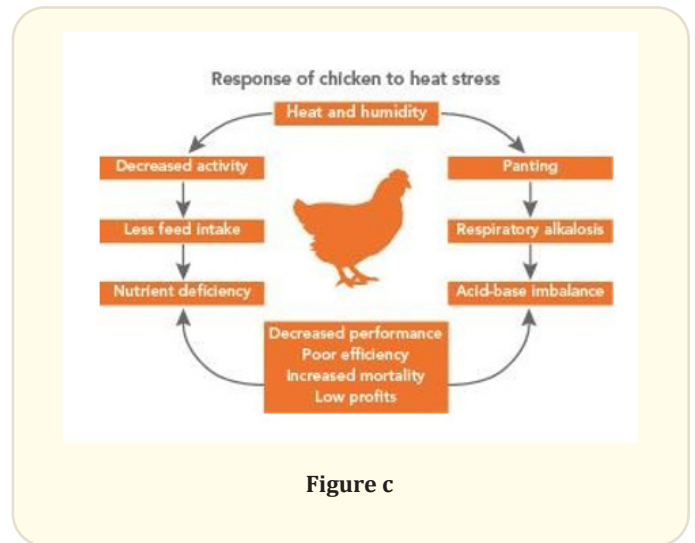 Response of chicken to heat stress
Heat and humidity
Decreased activity
Panting
Less feed intake
Respiratory alkalosis
Nutrient deficiency
Acid-base imbalance
Decreased performance
Poor efficiency
Increased mortality
Low profits
Figure c